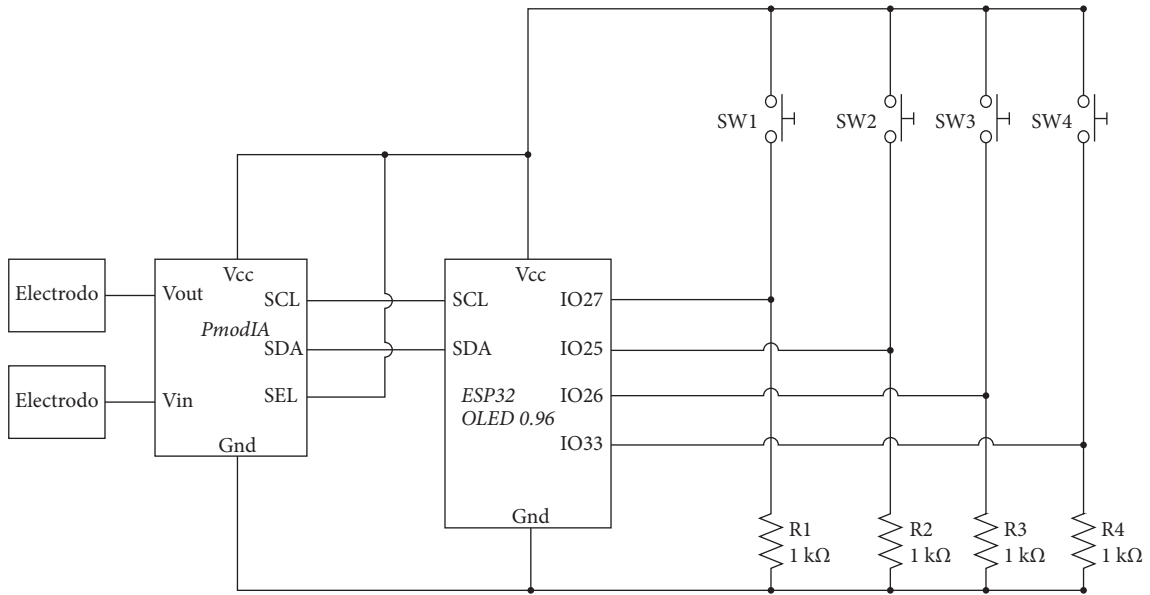 SW1
SW2
SW3
SW4
Electrodo
Electrodo
Vcc
Vout
SCL
PmodIA
SDA
Vin
SEL
Gnd
Vcc
SCL
IO27
SDA
IO25
ESP32
OLED 0.96
IO26
IO33
Gnd
R1
1 kΩ
R2
1 kΩ
R3
1 kΩ
R4
1 kΩ